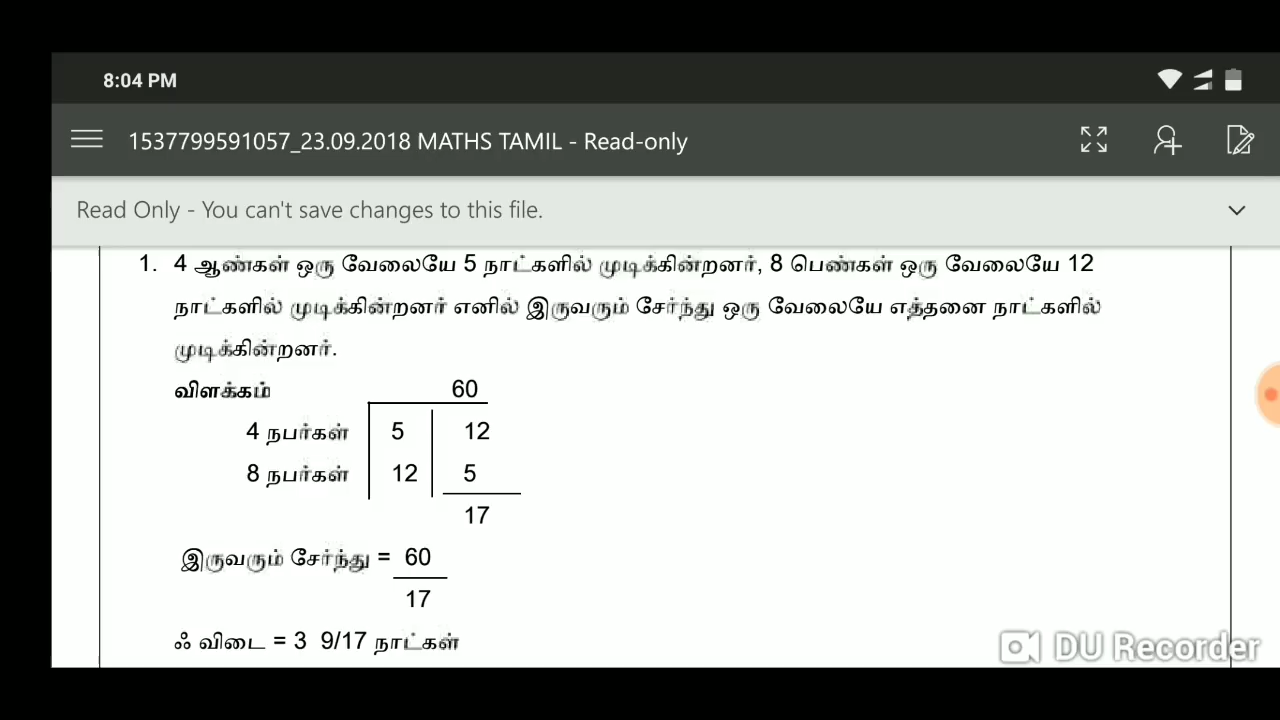 8:04 PM
1537799591057_23.09.2018 MATHS TAMIL - Read-only
Read Only - You can't save changes to this file.
1. 4 ஆண்கள் ஒரு வேலையே 5 நாட்களில் முடிக்கின்றனர், 8 பெண்கள் ஒரு வேலையே 12
நாட்களில் முடிக்கின்றனர் எனில் இருவரும் சேர்ந்து ஒரு வேலையே எத்தனை நாட்களில்
முடிக்கின்றனர்.
விளக்கம் 60
4 நபர்கள் 5 12
8 நபர்கள் 12 5
17
இருவரும் சேர்ந்து = 60
17
ஃ விடை = 3 9/17 நாட்கள்
DU Recorder